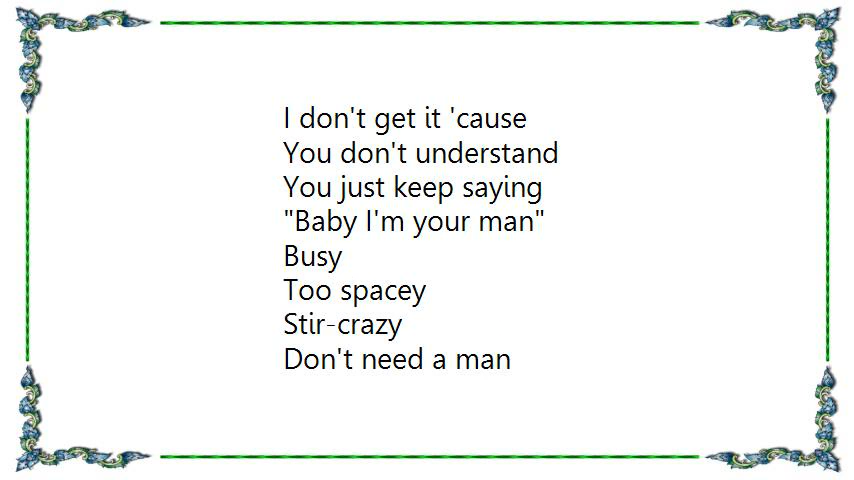 I don't get it 'cause
You don't understand
You just keep saying
"Baby I'm your man"
Busy
Too spacey
Stir-crazy
Don't need a man